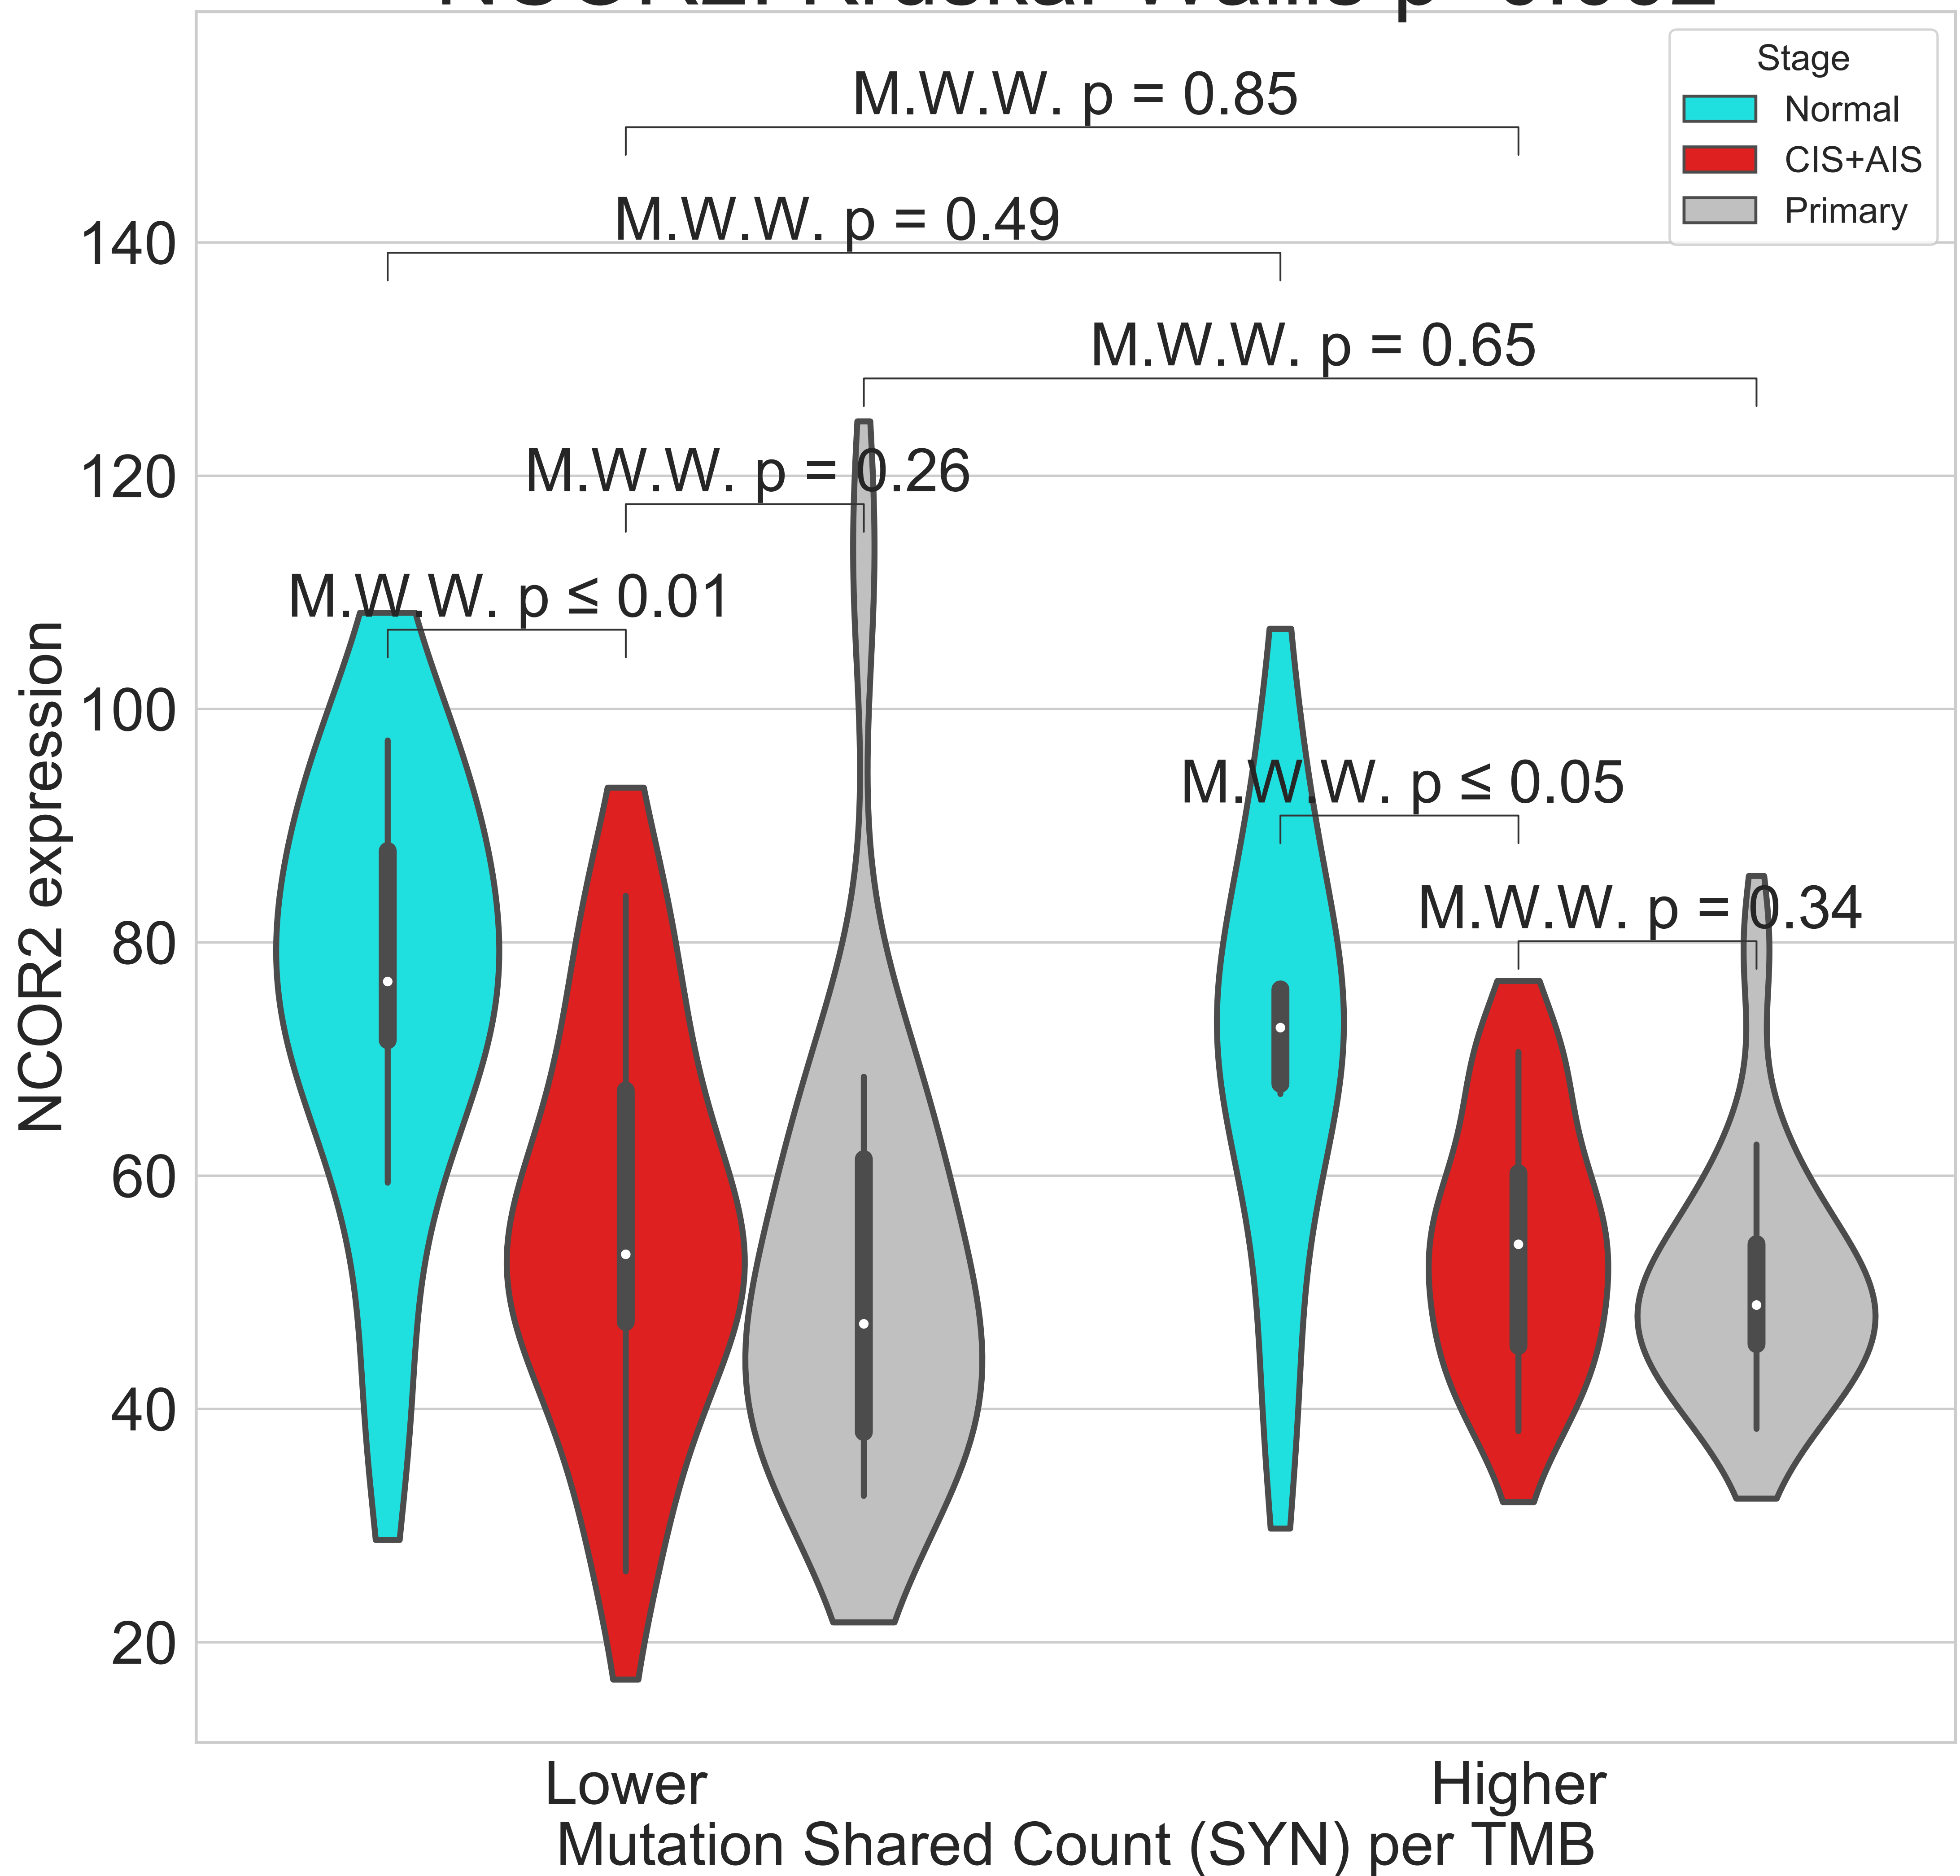 Stage
Normal
CIS+AIS
Primary
M.W.W. p = 0.85
M.W.W. p = 0.49
M.W.W. p = 0.65
M.W.W. p = 0.26
M.W.W. p ≤ 0.01
M.W.W. p ≤ 0.05
M.W.W. p = 0.34
140
120
100
80
60
40
20
NCOR2 expression
Lower
Higher
Mutation Shared Count (SYN) per TMB